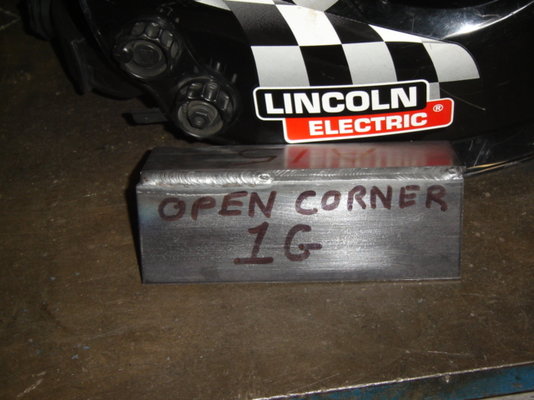 LINCOLN
ELECTRIC®
OPEN CORNER
1G